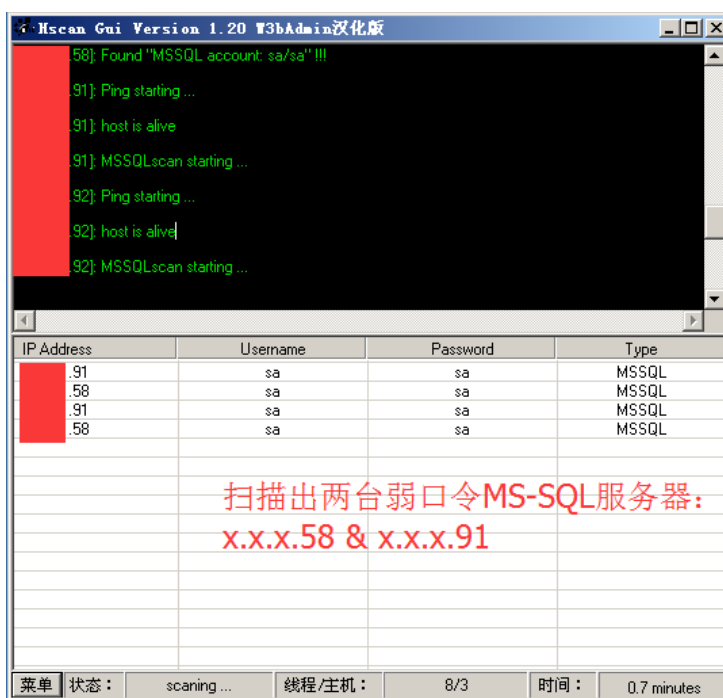 Hscan Gui Version 1.20 W3bAdmin汉化版
.58]: Found "MSSQL account: sa/sa" !!!
.91]: Ping starting ...
.91]: host is alive
.91]: MSSQLscan starting ...
.92]: Ping starting ...
.92]: host is alive
.92]: MSSQLscan starting ...
IP Address Username Password Type
.91 sa sa MSSQL
.58 sa sa MSSQL
.91 sa sa MSSQL
.58 sa sa MSSQL
扫描出两台弱口令MS-SQL服务器：
x.x.x.58 & x.x.x.91
菜单 状态： scaning ... 线程/主机： 8/3 时间： 0.7 minutes